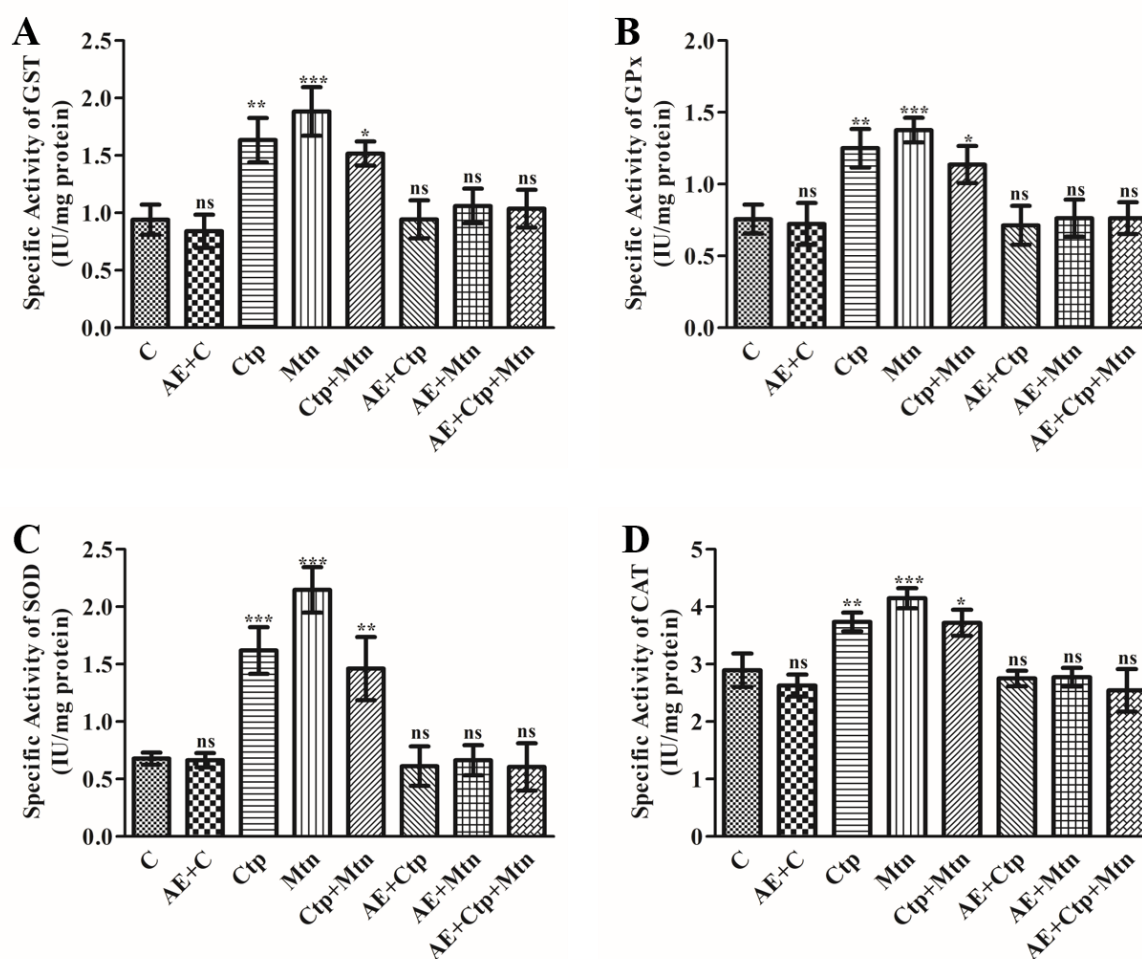 A
Specific Activity of GST
(IU/mg protein)
2.5
2.0
1.5
1.0
0.5
0.0
ns
**
***
*
ns
ns
ns
C
AE+C
Ctp
Mtn
Ctp+Mtn
AE+Ctp
AE+Mtn
AE+Ctp+Mtn
B
Specific Activity of GPx
(IU/mg protein)
2.0
1.5
1.0
0.5
0.0
ns
**
***
*
ns
ns
ns
C
AE+C
Ctp
Mtn
Ctp+Mtn
AE+Ctp
AE+Mtn
AE+Ctp+Mtn
C
Specific Activity of SOD
(IU/mg protein)
2.5
2.0
1.5
1.0
0.5
0.0
ns
***
***
**
ns
ns
ns
C
AE+C
Ctp
Mtn
Ctp+Mtn
AE+Ctp
AE+Mtn
AE+Ctp+Mtn
D
Specific Activity of CAT
(IU/mg protein)
5
4
3
2
1
0
ns
**
***
*
ns
ns
ns
C
AE+C
Ctp
Mtn
Ctp+Mtn
AE+Ctp
AE+Mtn
AE+Ctp+Mtn